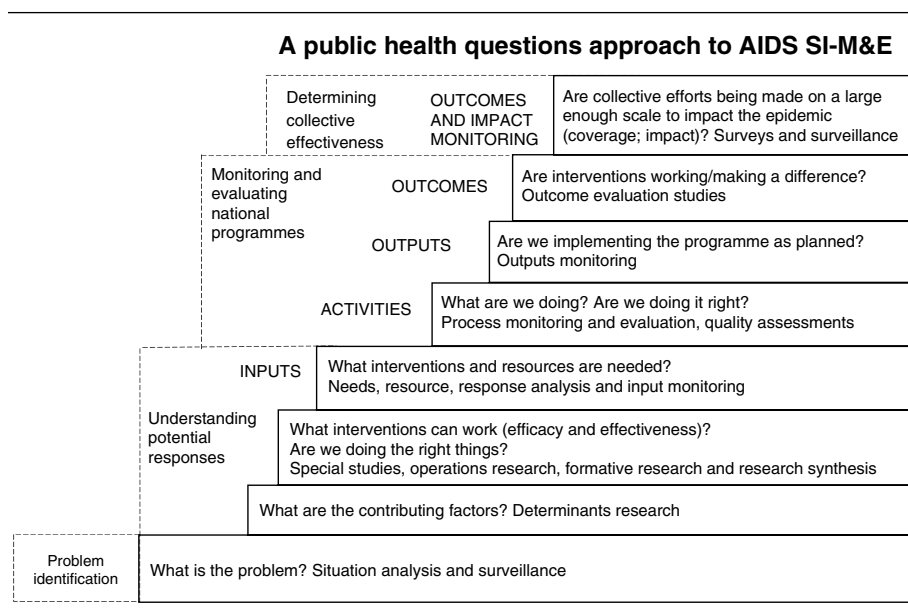 A public health questions approach to AIDS SI-M&E
Determining
collective
effectiveness
OUTCOMES
AND IMPACT
MONITORING
Are collective efforts being made on a large
enough scale to impact the epidemic
(coverage; impact)? Surveys and surveillance
Monitoring and
evaluating
national
programmes
OUTCOMES
Are interventions working/making a difference?
Outcome evaluation studies
OUTPUTS
Are we implementing the programme as planned?
Outputs monitoring
ACTIVITIES
What are we doing? Are we doing it right?
Process monitoring and evaluation, quality assessments
INPUTS
What interventions and resources are needed?
Needs, resource, response analysis and input monitoring
Understanding
potential
responses
What interventions can work (efficacy and effectiveness)?
Are we doing the right things?
Special studies, operations research, formative research and research synthesis
What are the contributing factors? Determinants research
Problem
identification
What is the problem? Situation analysis and surveillance